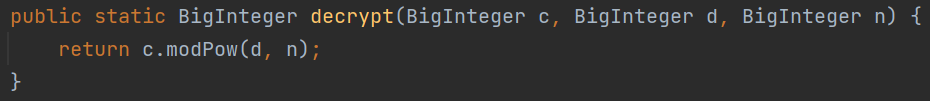 public static BigInteger decrypt(BigInteger c, BigInteger d, BigInteger n) {
    return c.modPow(d, n);
}